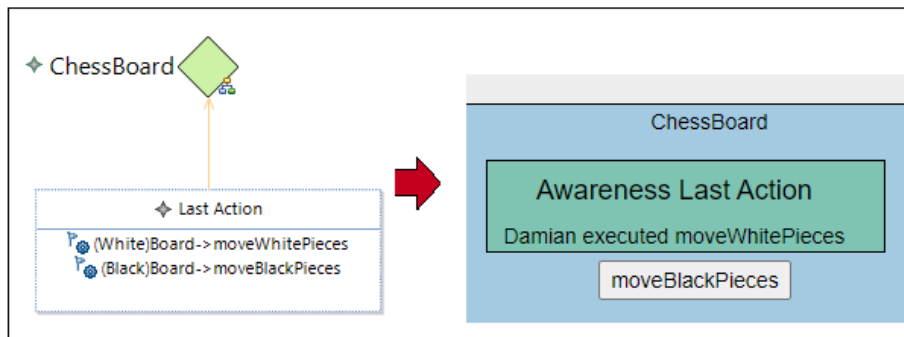 ChessBoard
Last Action
(White)Board->moveWhitePieces
(Black)Board->moveBlackPieces
ChessBoard
Awareness Last Action
Damian executed moveWhitePieces
moveBlackPieces